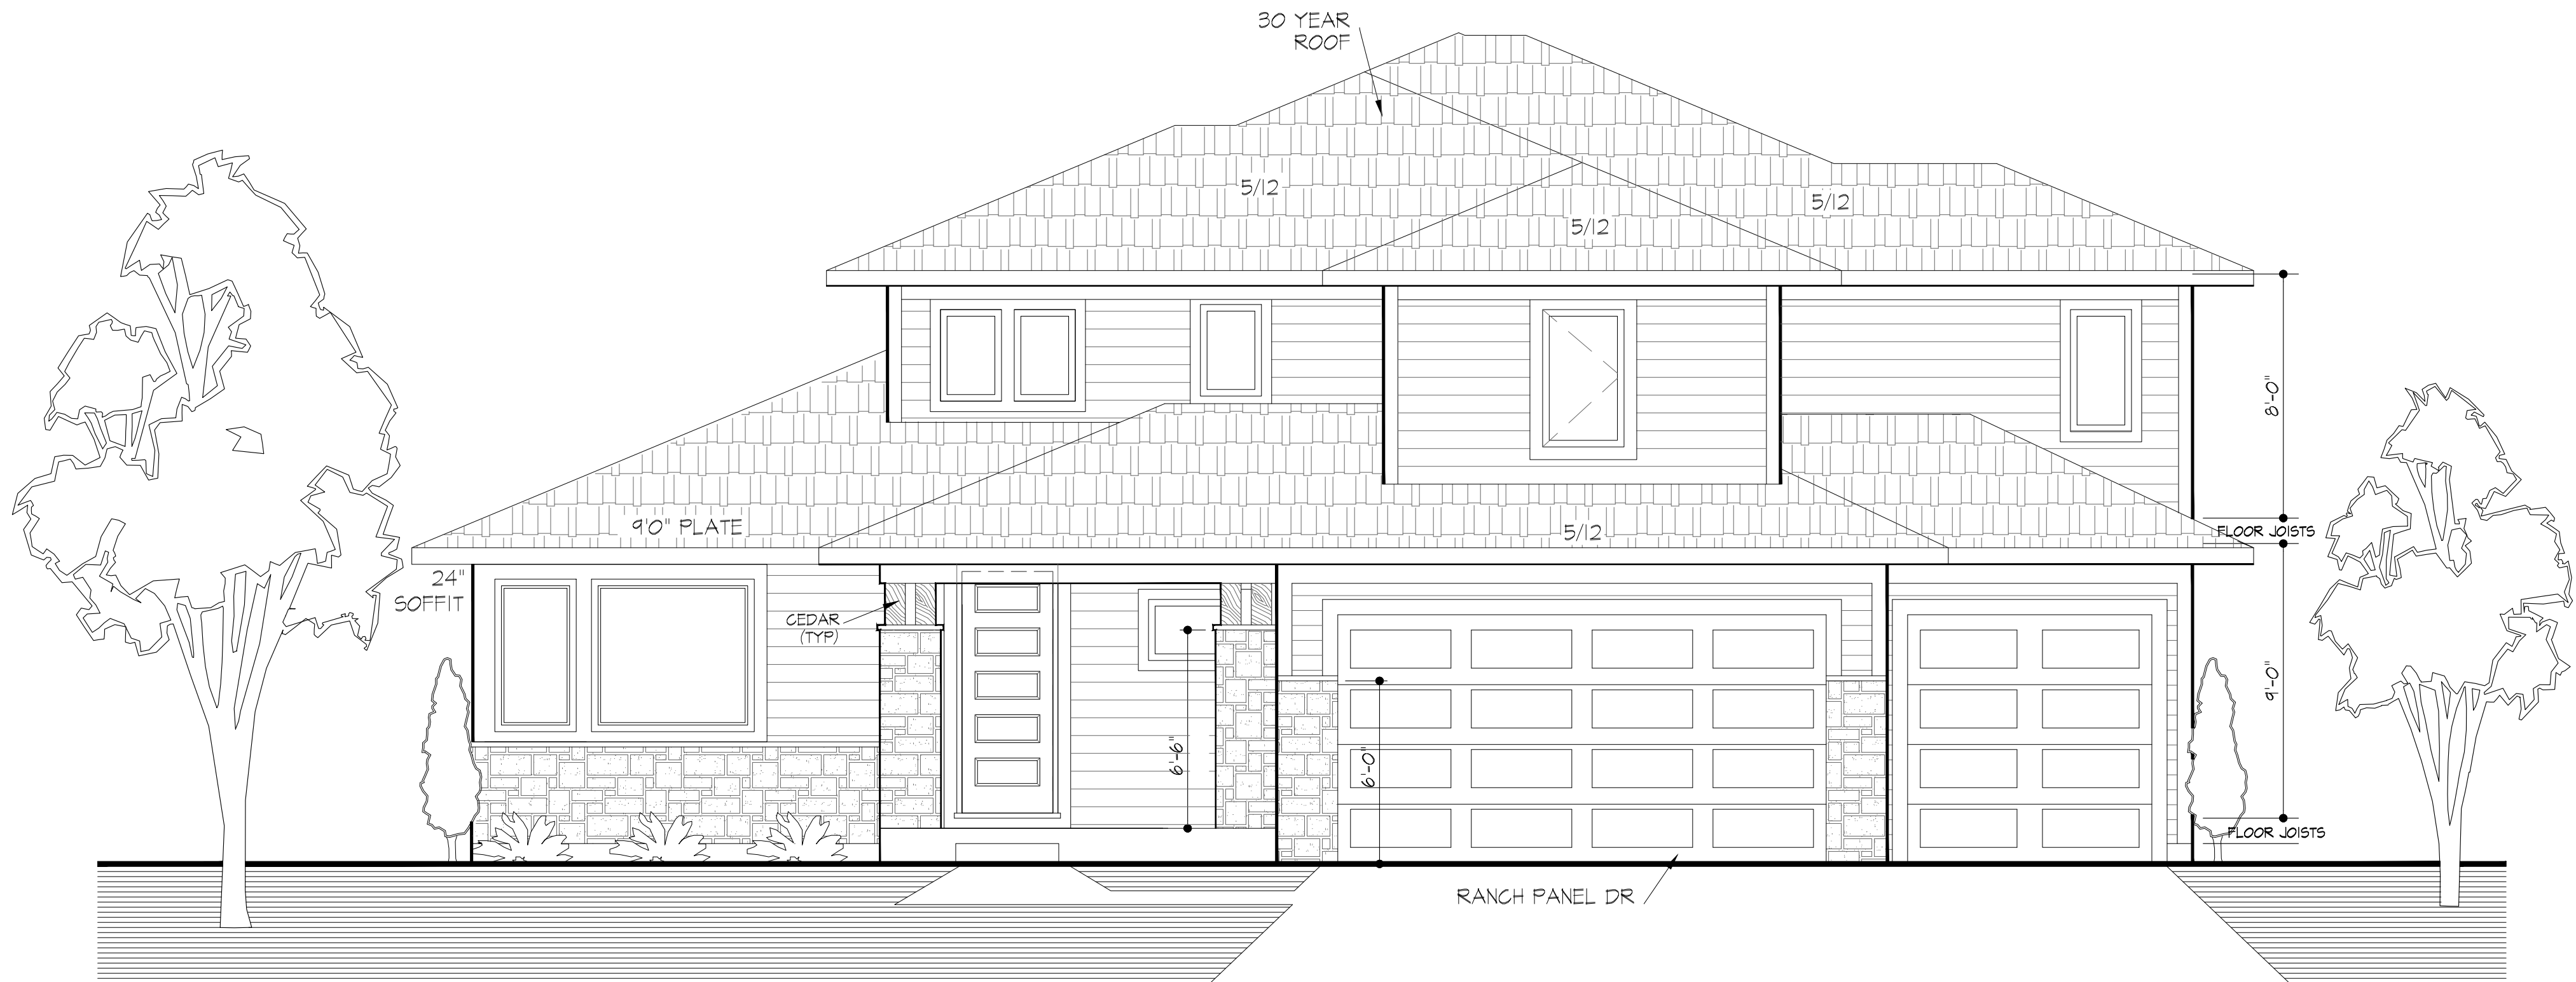 30 YEAR
ROOF
5/12
5/12
5/12
8'-0"
9'0" PLATE
5/12
FLOOR JOISTS
24"
SOFFIT
CEDAR
(TYP)
6'-6"
6'-0"
9'-0"
FLOOR JOISTS
RANCH PANEL DR